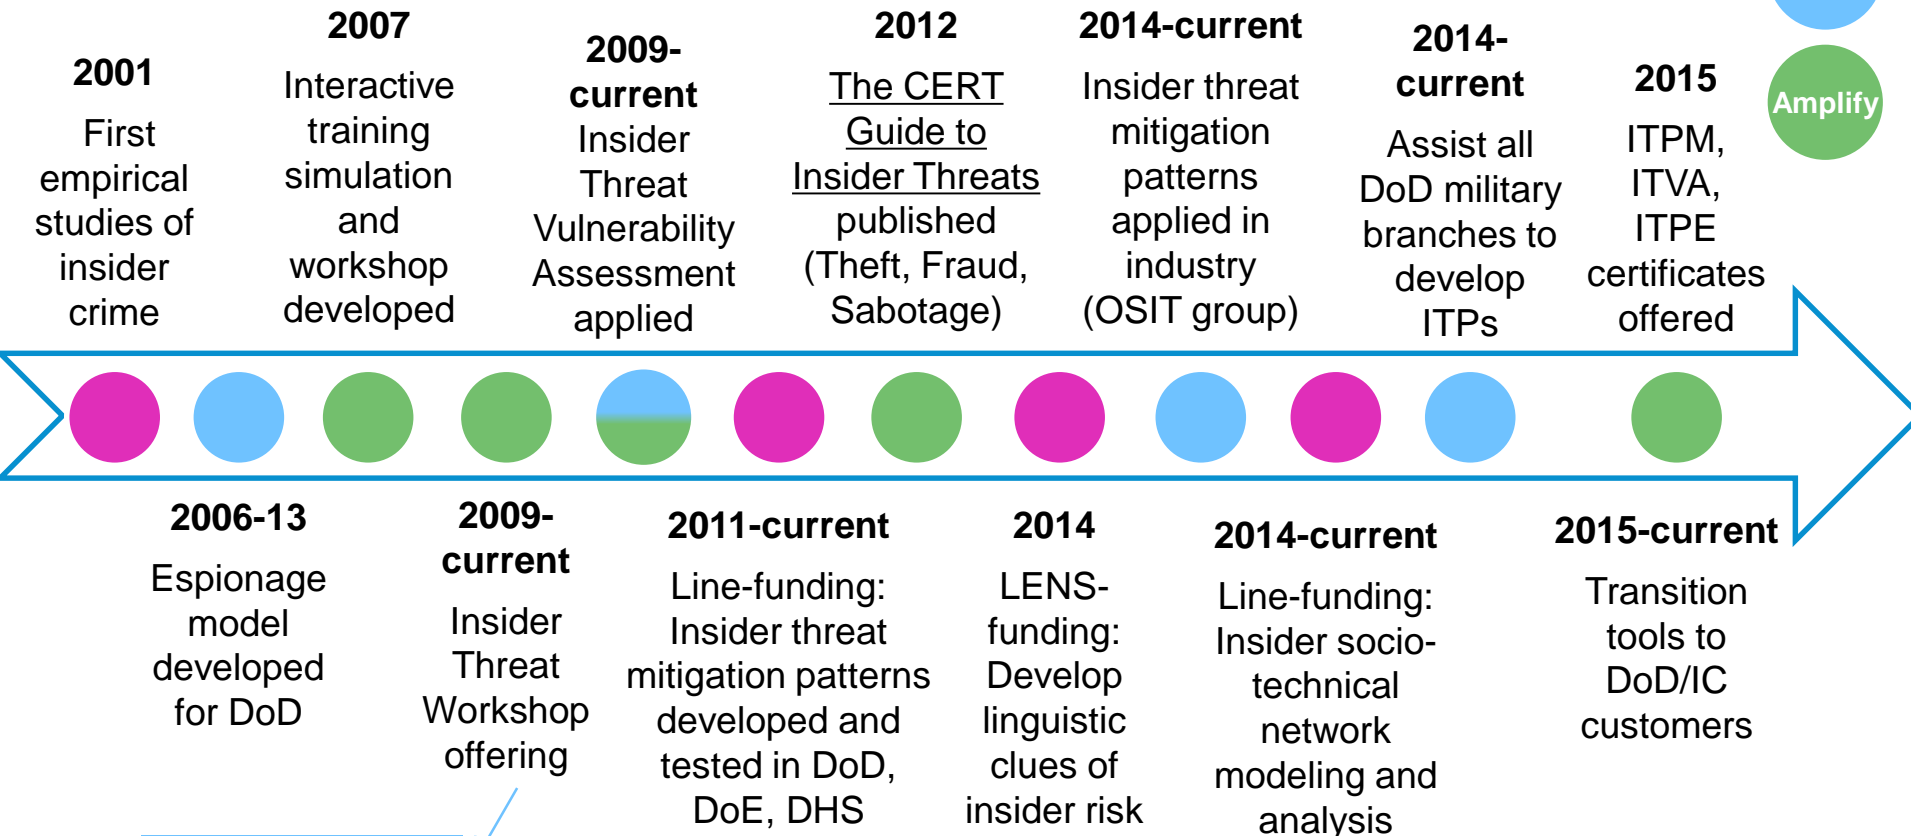 2001
First
empirical
studies of
insider
crime
2007
Interactive
training
simulation
and
workshop
developed
2009-
current
Insider
Threat
Vulnerability
Assessment
applied
2012
The CERT
Guide to
Insider Threats
published
(Theft, Fraud,
Sabotage)
2014-current
Insider threat
mitigation
patterns
applied in
industry
(OSIT group)
2014-
current
Assist all
DoD military
branches to
develop
ITPs
2015
ITPM,
ITVA,
ITPE
certificates
offered
Amplify
2006-13
Espionage
model
developed
for DoD
2009-
current
Insider
Threat
Workshop
offering
2011-current
Line-funding:
Insider threat
mitigation patterns
developed and
tested in DoD,
DoE, DHS
2014
LENS-
funding:
Develop
linguistic
clues of
insider risk
2014-current
Line-funding:
Insider socio-
technical
network
modeling and
analysis
2015-current
Transition
tools to
DoD/IC
customers